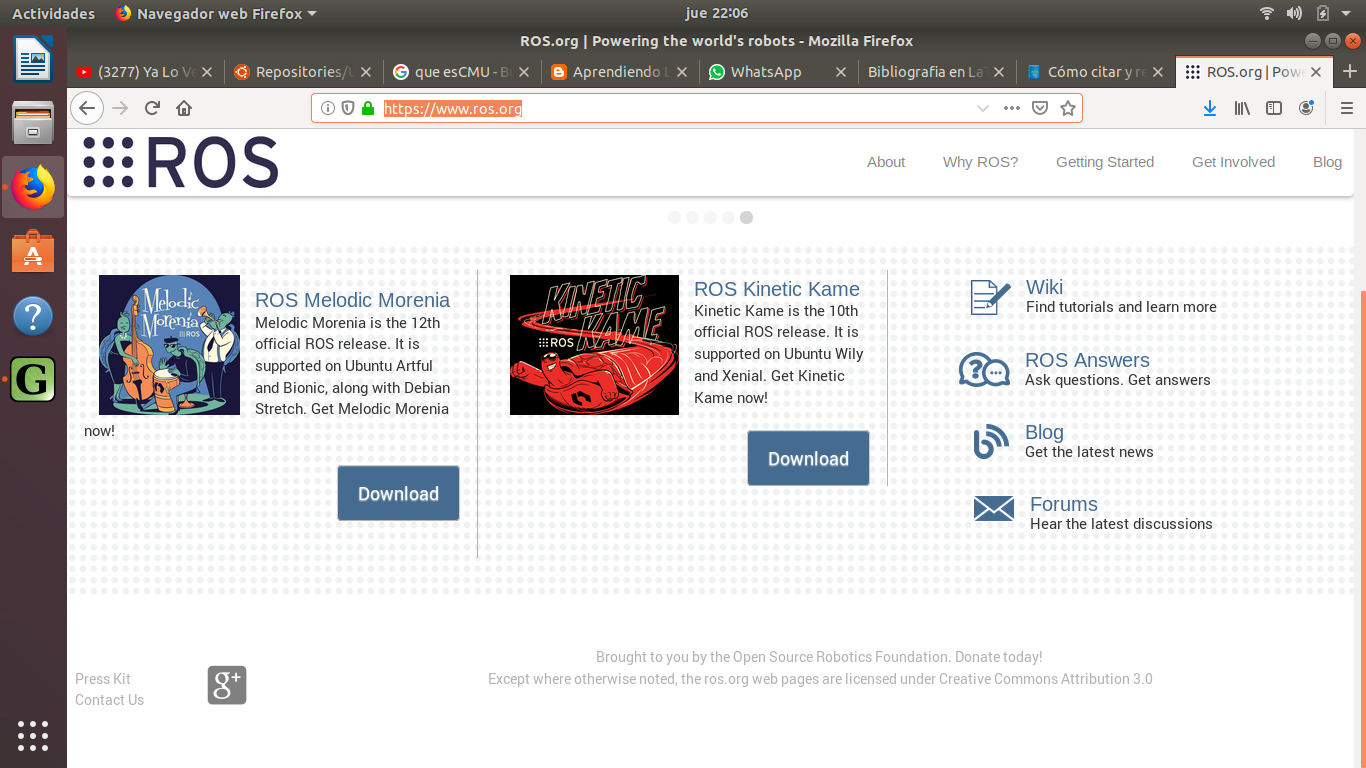 Actividades Navegador web Firefox jue 22:06
ROS.org | Powering the world's robots - Mozilla Firefox
(3277) Ya Lo Ve Repositories/U que esCMU - Bu Aprendiendo L WhatsApp Bibliografia en LaT Cómo citar y re ROS.org | Powe
https://www.ros.org
ROS About Why ROS? Getting Started Get Involved Blog
Melodic
Morenia
ROS
ROS Melodic Morenia
Melodic Morenia is the 12th
official ROS release. It is
supported on Ubuntu Artful
and Bionic, along with Debian
Stretch. Get Melodic Morenia
now!
Download
KINETIC
KAME
ROS
ROS Kinetic Kame
Kinetic Kame is the 10th
official ROS release. It is
supported on Ubuntu Wily
and Xenial. Get Kinetic
Kame now!
Download
Wiki
Find tutorials and learn more
ROS Answers
Ask questions. Get answers
Blog
Get the latest news
Forums
Hear the latest discussions
Press Kit
Contact Us
g+
Brought to you by the Open Source Robotics Foundation. Donate today!
Except where otherwise noted, the ros.org web pages are licensed under Creative Commons Attribution 3.0